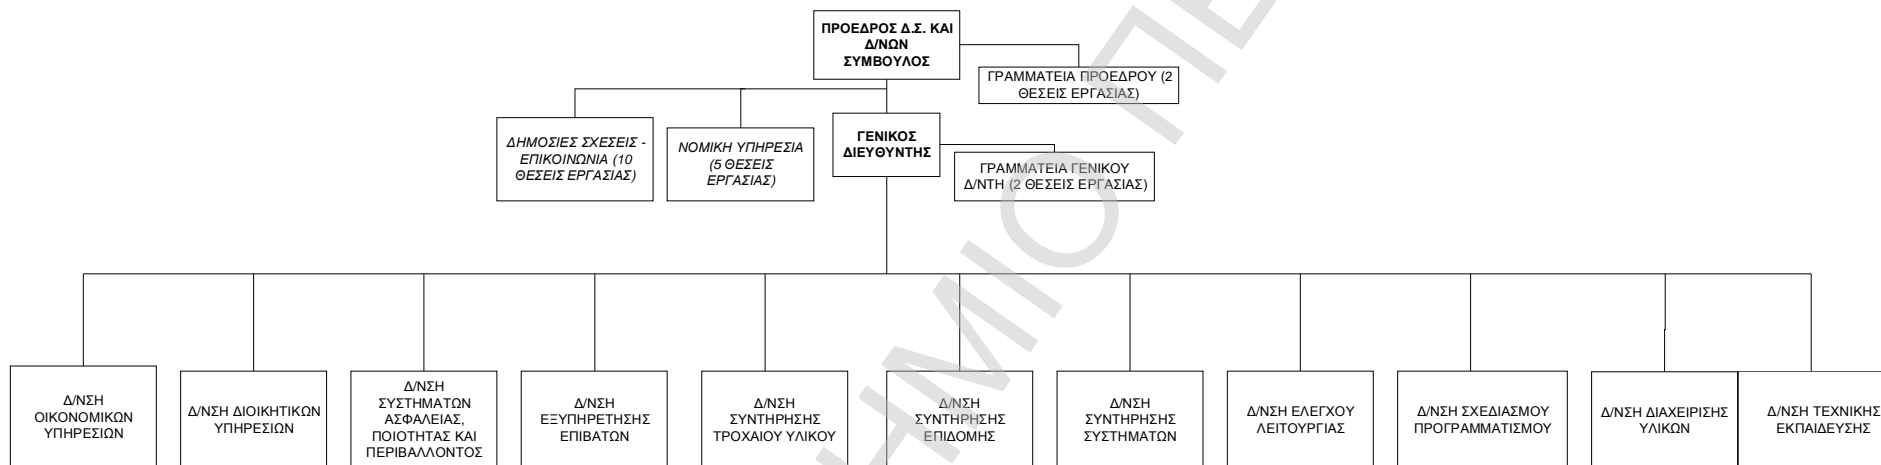 ΠΡΟΕΔΡΟΣ Δ.Σ. ΚΑΙ
Δ/ΝΩΝ
ΣΥΜΒΟΥΛΟΣ
ΓΡΑΜΜΑΤΕΙΑ ΠΡΟΕΔΡΟΥ (2
ΘΕΣΕΙΣ ΕΡΓΑΣΙΑΣ)
ΔΗΜΟΣΙΕΣ ΣΧΕΣΕΙΣ -
ΕΠΙΚΟΙΝΩΝΙΑ (10
ΘΕΣΕΙΣ ΕΡΓΑΣΙΑΣ)
ΝΟΜΙΚΗ ΥΠΗΡΕΣΙΑ
(5 ΘΕΣΕΙΣ
ΕΡΓΑΣΙΑΣ)
ΓΕΝΙΚΟΣ
ΔΙΕΥΘΥΝΤΗΣ
ΓΡΑΜΜΑΤΕΙΑ ΓΕΝΙΚΟΥ
Δ/ΝΤΗ (2 ΘΕΣΕΙΣ ΕΡΓΑΣΙΑΣ)
Δ/ΝΣΗ
ΟΙΚΟΝΟΜΙΚΩΝ
ΥΠΗΡΕΣΙΩΝ
Δ/ΝΣΗ ΔΙΟΙΚΗΤΙΚΩΝ
ΥΠΗΡΕΣΙΩΝ
Δ/ΝΣΗ
ΣΥΣΤΗΜΑΤΩΝ
ΑΣΦΑΛΕΙΑΣ,
ΠΟΙΟΤΗΤΑΣ ΚΑΙ
ΠΕΡΙΒΑΛΛΟΝΤΟΣ
Δ/ΝΣΗ
ΕΞΥΠΗΡΕΤΗΣΗΣ
ΕΠΙΒΑΤΩΝ
Δ/ΝΣΗ
ΣΥΝΤΗΡΗΣΗΣ
ΤΡΟΧΑΙΟΥ ΥΛΙΚΟΥ
Δ/ΝΣΗ
ΣΥΝΤΗΡΗΣΗΣ
ΕΠΙΔΟΜΗΣ
Δ/ΝΣΗ
ΣΥΝΤΗΡΗΣΗΣ
ΣΥΣΤΗΜΑΤΩΝ
Δ/ΝΣΗ ΕΛΕΓΧΟΥ
ΛΕΙΤΟΥΡΓΙΑΣ
Δ/ΝΣΗ ΣΧΕΔΙΑΣΜΟΥ
ΠΡΟΓΡΑΜΜΑΤΙΣΜΟΥ
Δ/ΝΣΗ ΔΙΑΧΕΙΡΙΣΗΣ
ΥΛΙΚΩΝ
Δ/ΝΣΗ ΤΕΧΝΙΚΗΣ
ΕΚΠΑΙΔΕΥΣΗΣ